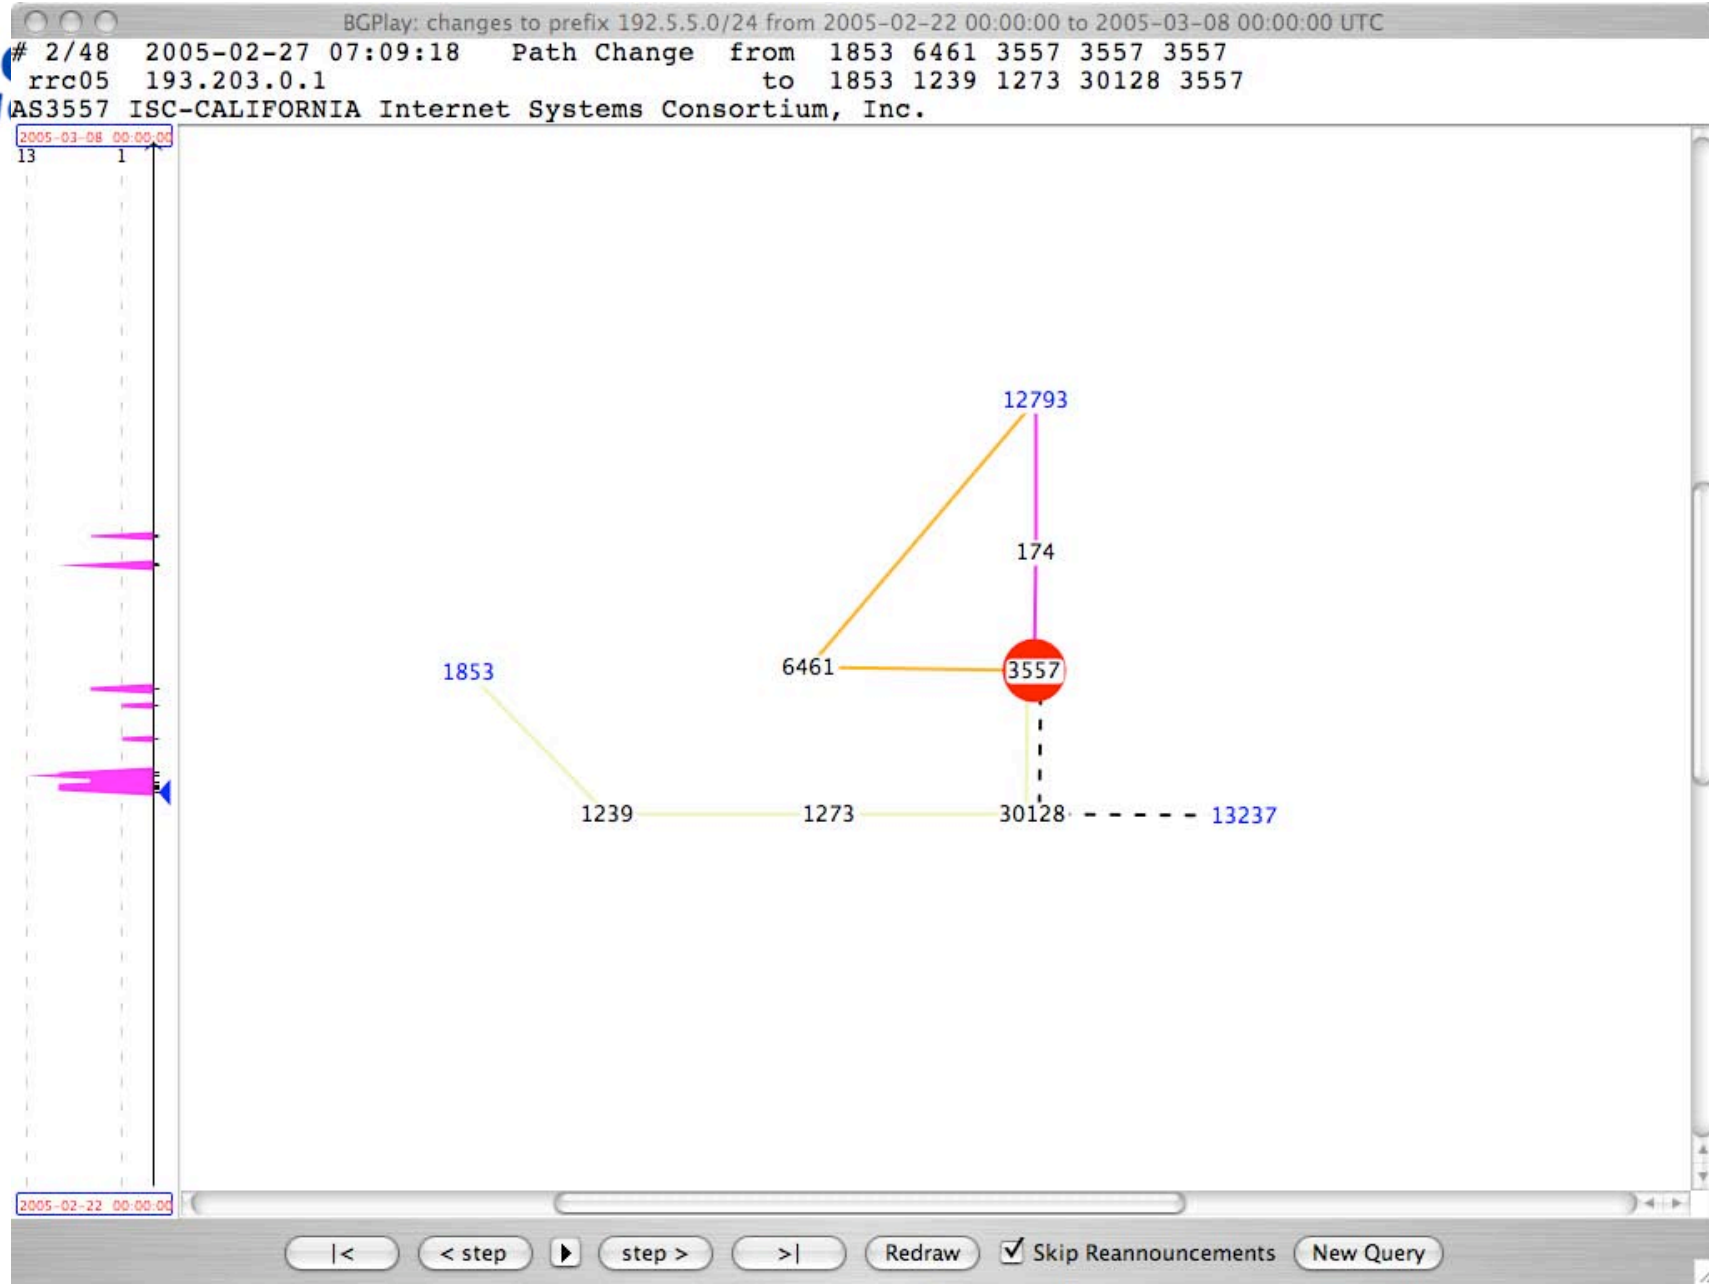 BGPlay: changes to prefix 192.5.5.0/24 from 2005-02-22 00:00:00 to 2005-03-08 00:00:00 UTC
# 2/48 2005-02-27 07:09:18 Path Change from 1853 6461 3557 3557 3557
rrc05 193.203.0.1 to 1853 1239 1273 30128 3557
AS3557 ISC-CALIFORNIA Internet Systems Consortium, Inc.
2005-03-08 00:00:00
13 1
12793
174
1853 6461 3557
1239 1273 30128 13237
2005-02-22 00:00:00
|< < step step > >| Redraw Skip Reannouncements New Query